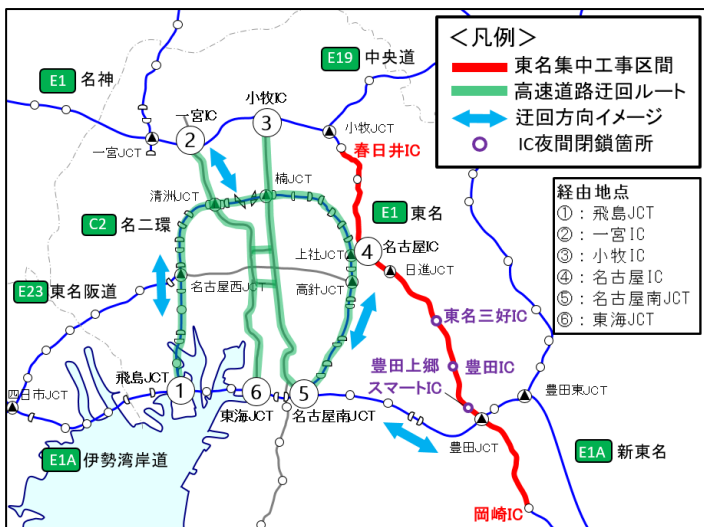 ＜凡例＞
東名集中工事区間
高速道路迂回ルート
迂回方向イメージ
IC夜間閉鎖箇所
経由地点
①：飛島JCT
②：一宮IC
③：小牧IC
④：名古屋IC
⑤：名古屋南JCT
⑥：東海JCT
E19 中央道
E1 名神
小牧IC
一宮IC
3
2
小牧JCT
一宮JCT
春日井IC
清洲JCT
楠JCT
E1 東名
C2 名二環
4 名古屋IC
上社JCT
日進JCT
E23 東名阪道
名古屋西JCT
高針JCT
東名三好IC
豊田上郷
スマートIC
豊田IC
飛島JCT
1
6
5
四日市JCT
東海JCT
名古屋南JCT
豊田東JCT
豊田JCT
E1A 伊勢湾岸道
E1A 新東名
岡崎IC